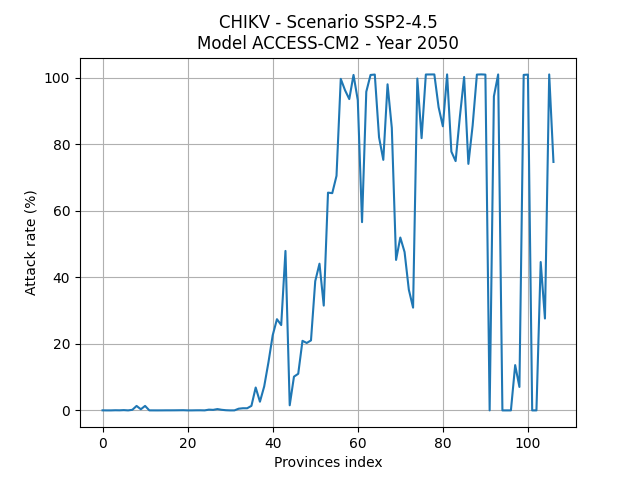 CHIKV - Scenario SSP2-4.5
Model ACCESS-CM2 - Year 2050
100
80
60
40
20
0
Attack rate (%)
0 20 40 60 80 100
Provinces index